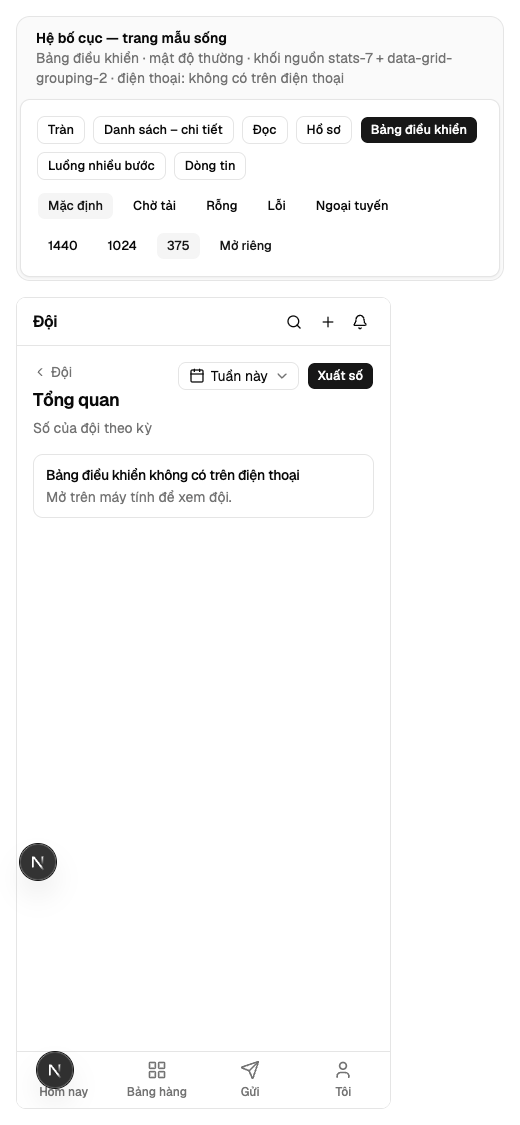 Hệ bố cục — trang mẫu sống
Bảng điều khiển · mật độ thường · khối nguồn stats-7 + data-grid-
grouping-2 · điện thoại: không có trên điện thoại
Tràn
Danh sách – chi tiết
Đọc
Hồ sơ
Bảng điều khiển
Luồng nhiều bước
Dòng tin
Mặc định
Chờ tải
Rỗng
Lỗi
Ngoại tuyến
1440
1024
375
Mở riêng
Đội
Đội
Tuần này
Xuất số
Tổng quan
Số của đội theo kỳ
Bảng điều khiển không có trên điện thoại
Mở trên máy tính để xem đội.
N
N
Hôm nay
Bảng hàng
Gửi
Tôi